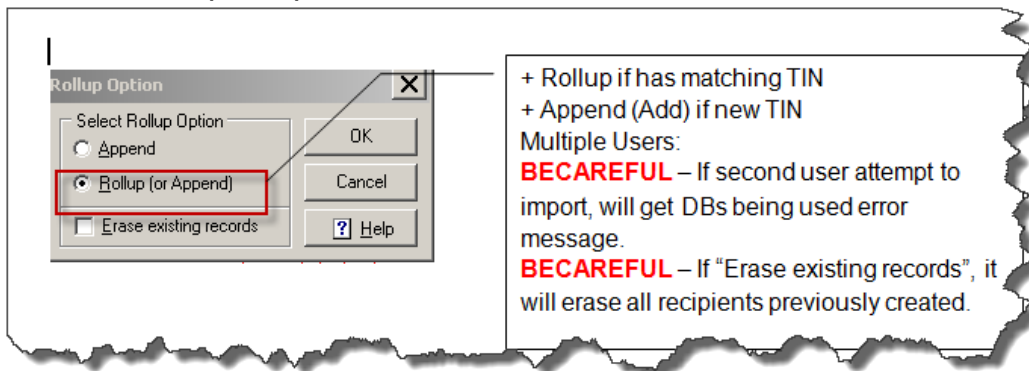 Rollup Option
Select Rollup Option
Append
Rollup (or Append)
Erase existing records
OK
Cancel
? Help
+ Rollup if has matching TIN
+ Append (Add) if new TIN
Multiple Users:
BECAREFUL – If second user attempt to
import, will get DBs being used error
message.
BECAREFUL – If “Erase existing records”, it
will erase all recipients previously created.